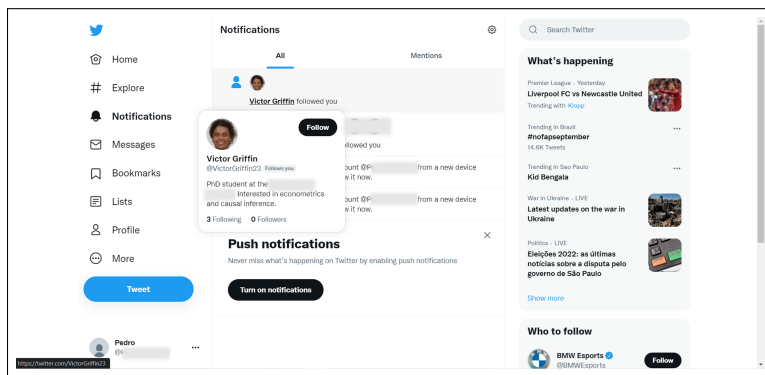 Home
Explore
Notifications
Messages
Bookmarks
Lists
Profile
More
Tweet
Pedro
@
https://twitter.com/VictorGriffin23
Notifications
All
Mentions
Victor Griffin followed you
Follow
Victor Griffin
@VictorGriffin23 Follows you
PhD student at the
Interested in econometrics
and causal inference.
3 Following 0 Followers
ollowed you
ount @P from a new device
w it now.
ount @P from a new device
w it now.
Push notifications
Never miss what's happening on Twitter by enabling push notifications
Turn on notifications
Search Twitter
What's happening
Premier League · Yesterday
Liverpool FC vs Newcastle United
Trending with Klopp
Trending in Brazil
#nofapseptember
14.6K Tweets
Trending in Sao Paulo
Kid Bengala
War in Ukraine · LIVE
Latest updates on the war in
Ukraine
Politics · LIVE
Eleições 2022: as últimas
notícias sobre a disputa pelo
governo de São Paulo
Show more
Who to follow
BMW Esports
@BMWEsports
Follow